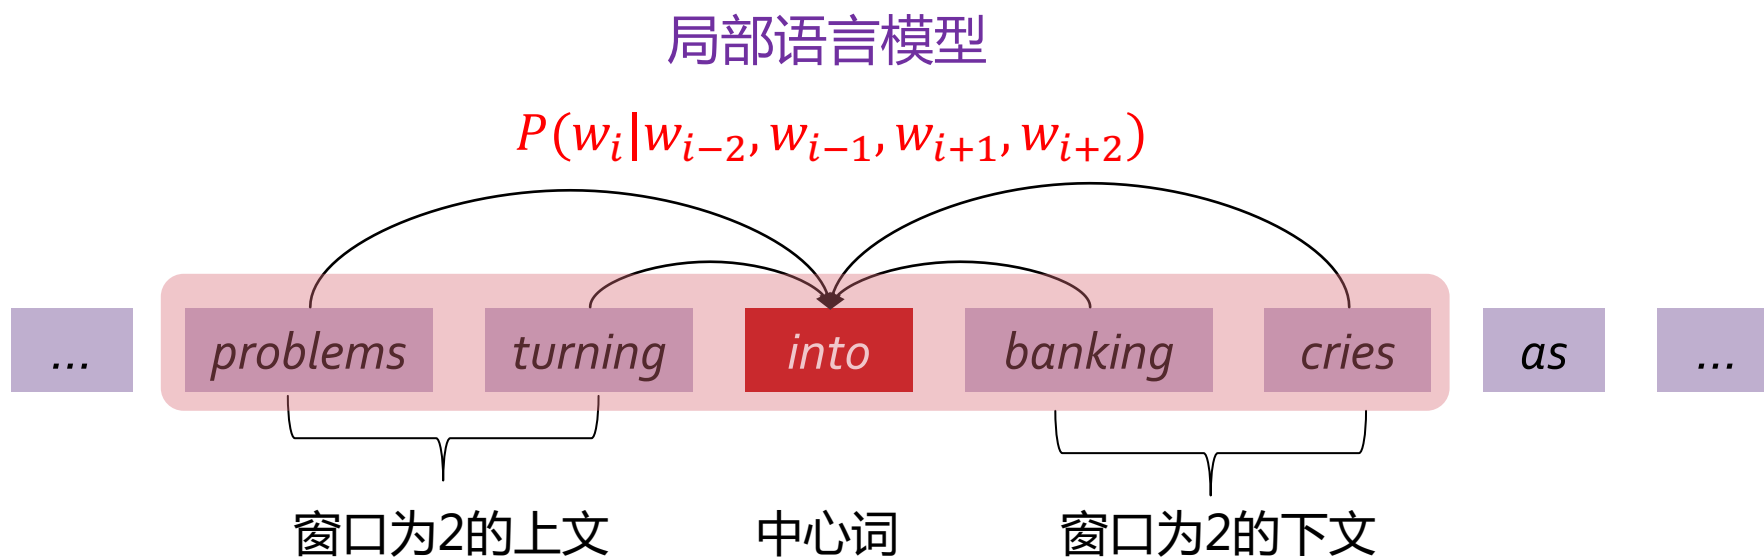 局部语言模型
P(w_i|w_{i-2}, w_{i-1}, w_{i+1}, w_{i+2})
... problems turning into banking cries as ...
窗口为2的上文 中心词 窗口为2的下文